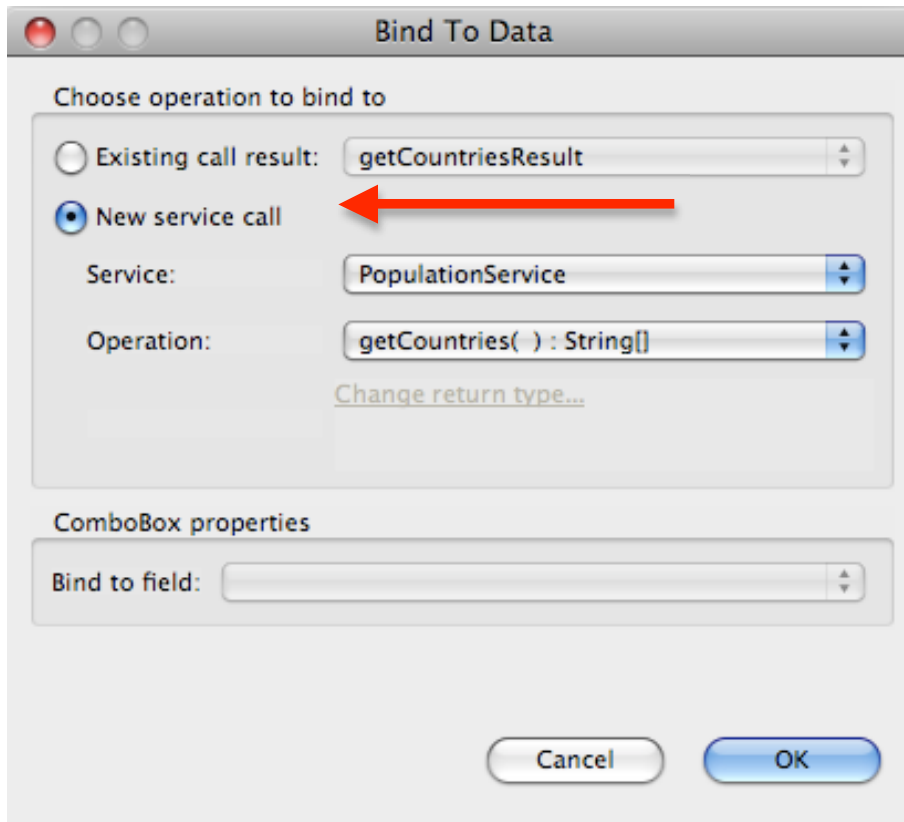 Bind To Data
Choose operation to bind to
Existing call result: getCountriesResult
New service call
Service: PopulationService
Operation: getCountries( ) : String[]
Change return type...
ComboBox properties
Bind to field:
Cancel OK